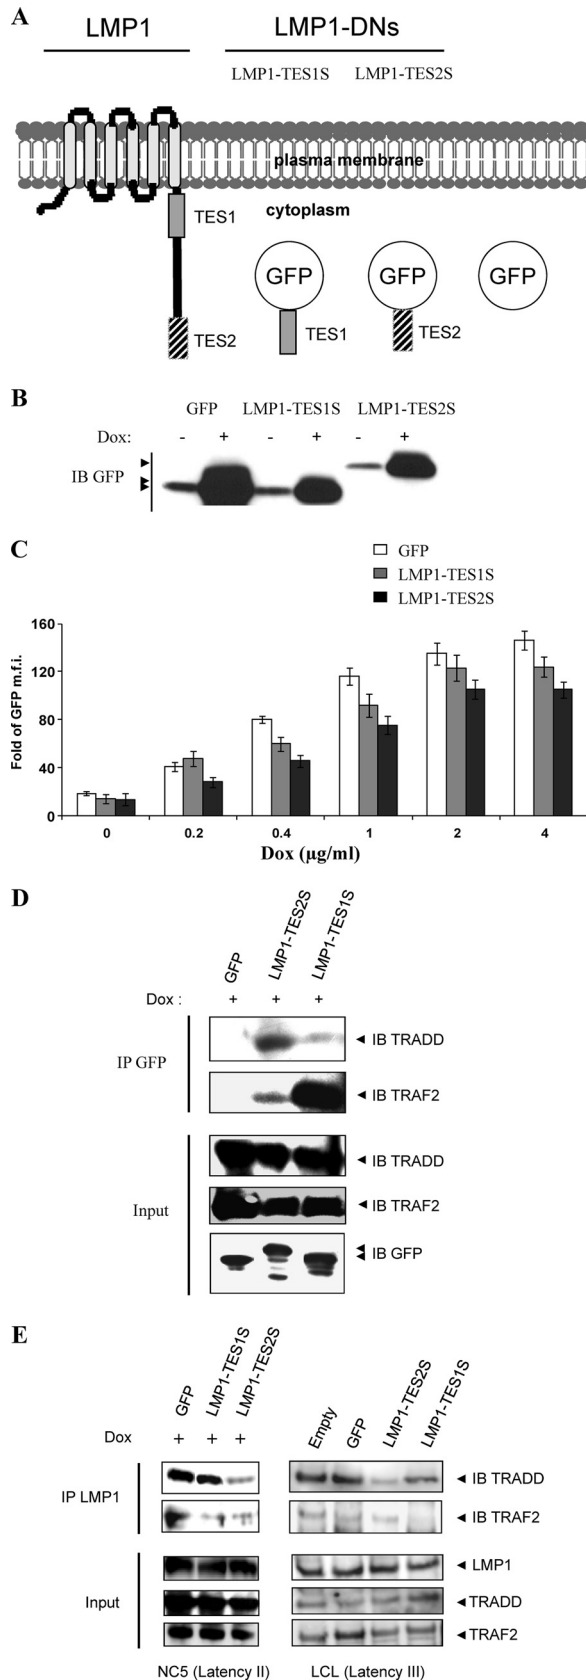 A
LMP1
LMP1-DNs
LMP1-TES1S LMP1-TES2S
plasma membrane
cytoplasm
TES1
TES2
GFP
TES1
GFP
TES2
GFP
B
GFP LMP1-TES1S LMP1-TES2S
Dox: - + - + - +
IB GFP
C
GFP
LMP1-TES1S
LMP1-TES2S
Fold of GFP m.f.i.
160
120
80
40
0
0 0.2 0.4 1 2 4
Dox (µg/ml)
D
GFP
LMP1-TES2S
LMP1-TES1S
Dox : + + +
IP GFP
IB TRADD
IB TRAF2
Input
IB TRADD
IB TRAF2
IB GFP
E
GFP
LMP1-TES1S
LMP1-TES2S
Empty
GFP
LMP1-TES2S
LMP1-TES1S
Dox + + +
IP LMP1
IB TRADD
IB TRAF2
Input
LMP1
TRADD
TRAF2
NC5 (Latency II) LCL (Latency III)